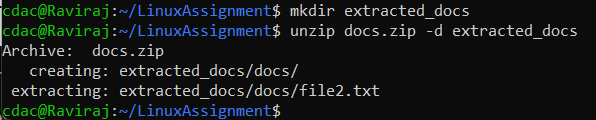 cdac@Raviraj:~/LinuxAssignment$ mkdir extracted_docs
cdac@Raviraj:~/LinuxAssignment$ unzip docs.zip -d extracted_docs
Archive:  docs.zip
   creating: extracted_docs/docs/
 extracting: extracted_docs/docs/file2.txt
cdac@Raviraj:~/LinuxAssignment$